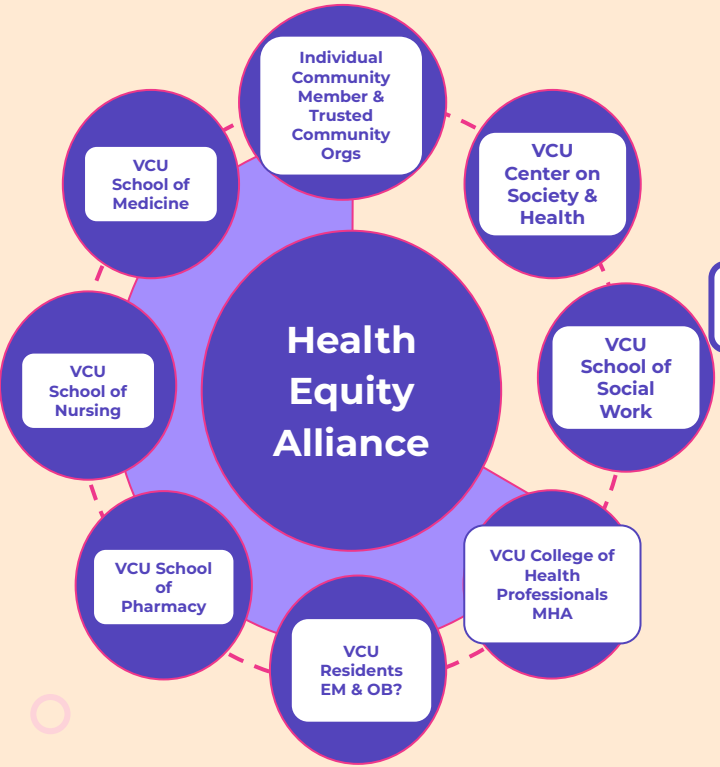 Individual
Community
Member &
Trusted
Community
Orgs
VCU
Center on
Society &
Health
VCU
School of
Social
Work
VCU College of
Health
Professionals
MHA
VCU
Residents
EM & OB?
VCU School
of
Pharmacy
VCU
School of
Nursing
VCU
School of
Medicine
Health
Equity
Alliance